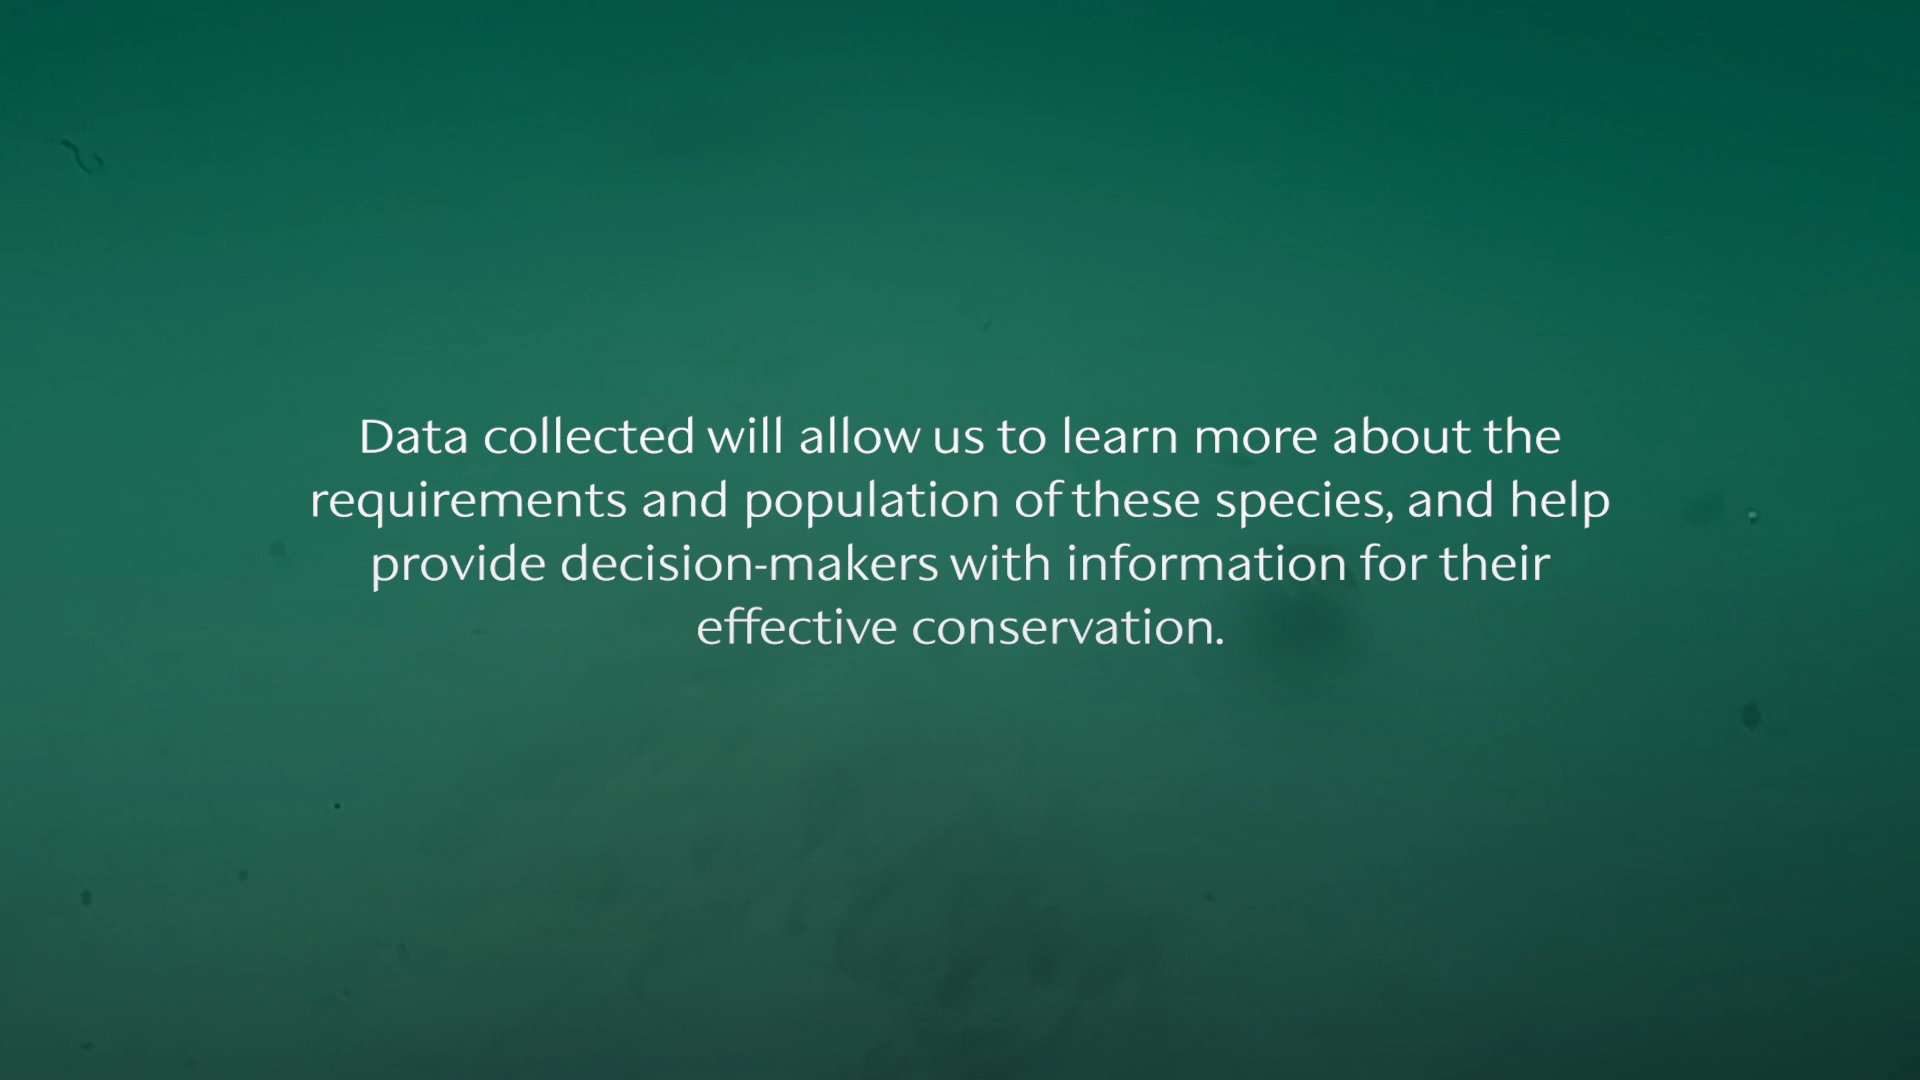 Data collected will allow us to learn more about the
requirements and population of these species, and help
provide decision-makers with information for their
effective conservation.